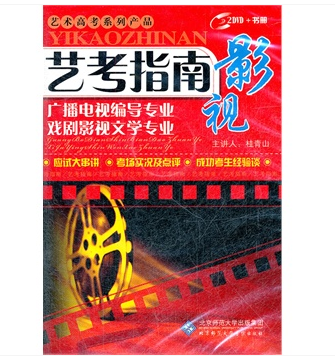 艺术高考系列产品
2DVD+书册
YIKAOZHINAN
艺考指南
影视
广播电视编导专业
戏剧影视文学专业
主讲人：桂青山
●应试大串讲 ●考场实况及点评 ●成功考生经验谈
北京师范大学出版集团